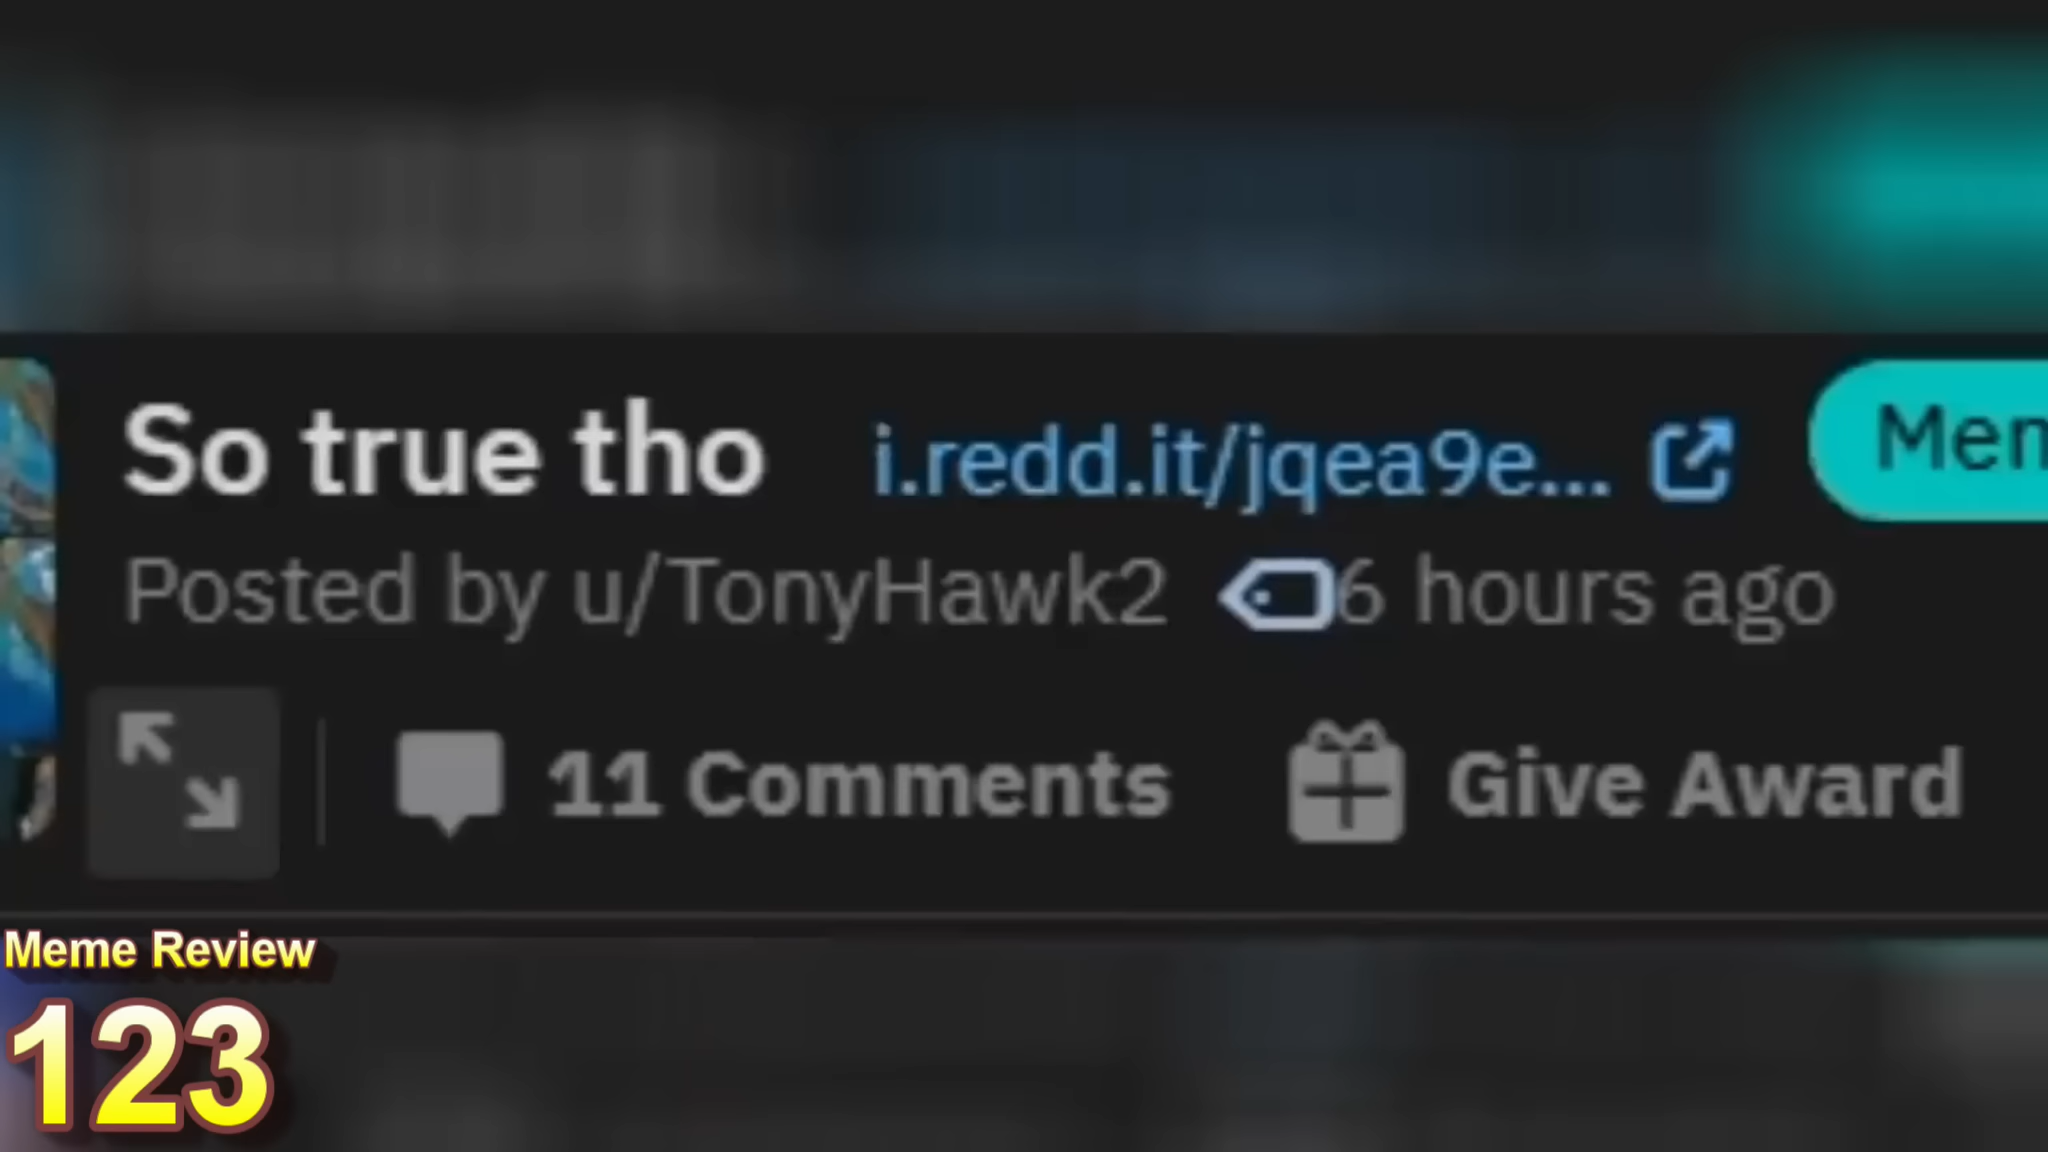 So true tho i.redd.it/jqea9e... Mem
Posted by u/TonyHawk2 6 hours ago
11 Comments Give Award
Meme Review
123